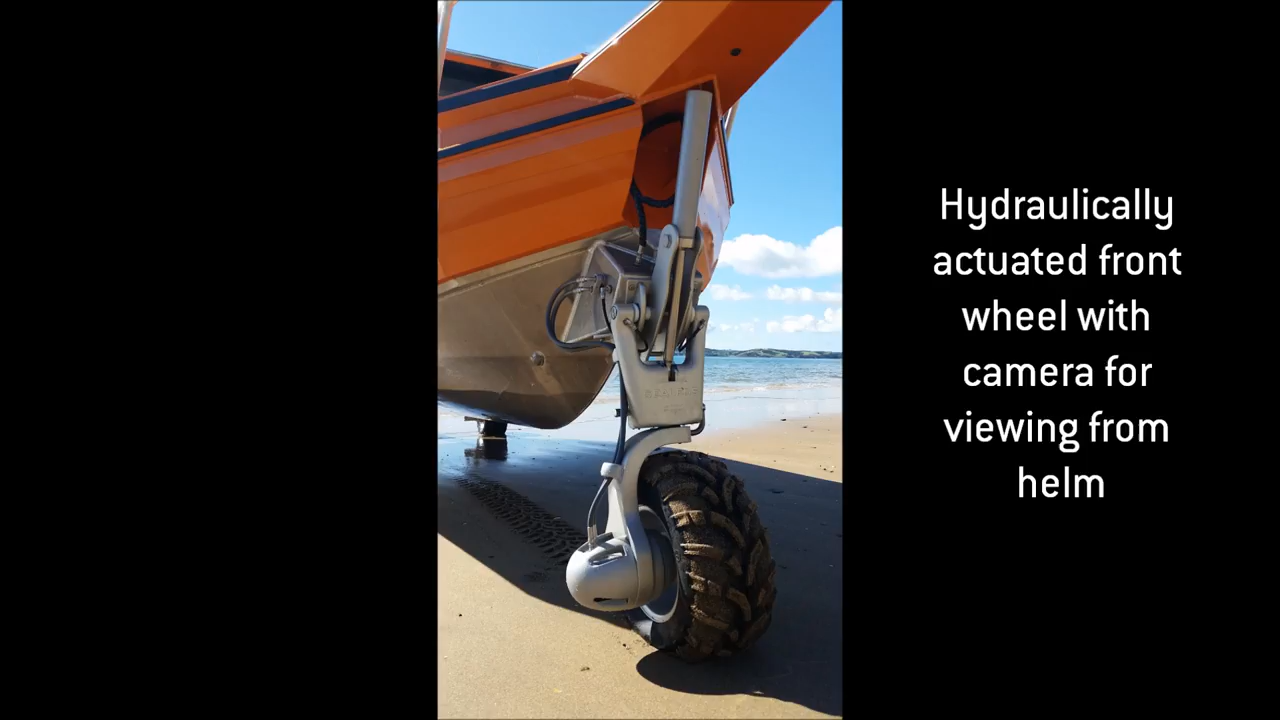 Hydraulically
actuated front
wheel with
camera for
viewing from
helm